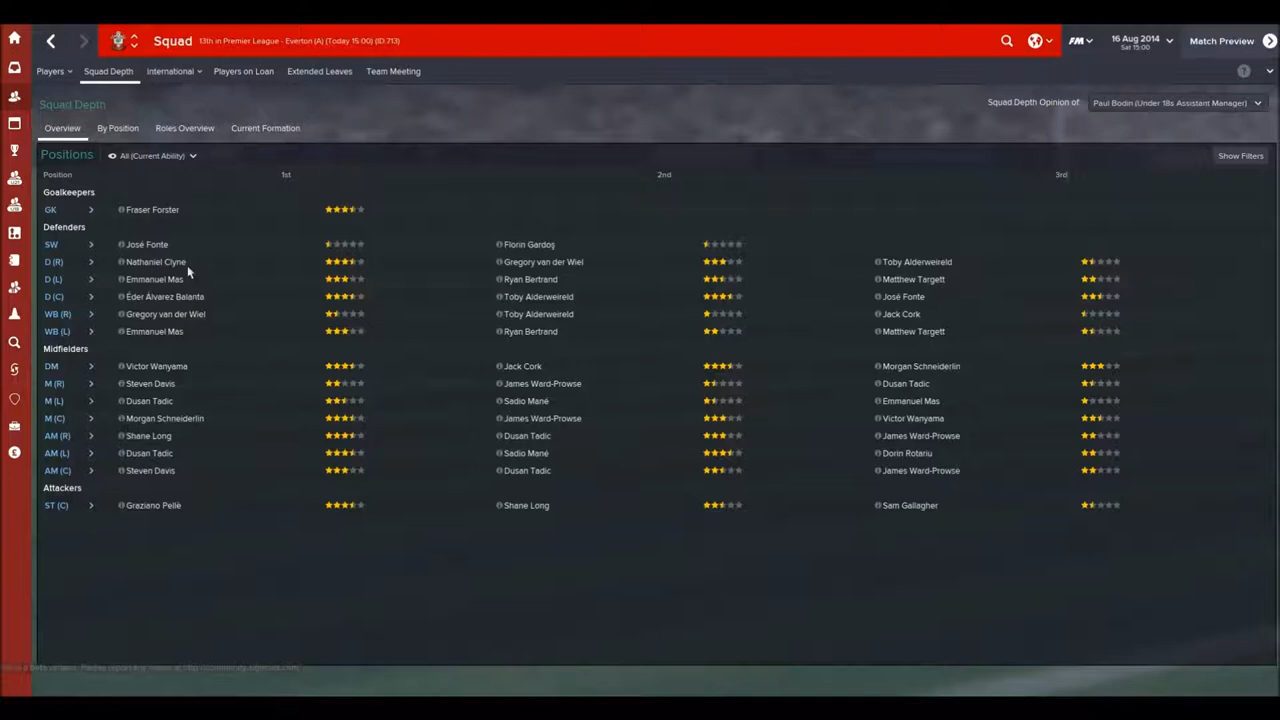 Squad 13th in Premier League - Everton (A) (Today 15:00) (ID:713) FM 16 Aug 2014 Match Preview
Sat 15:00
Players Squad Depth International Players on Loan Extended Leaves Team Meeting ?
Squad Depth Squad Depth Opinion of: Paul Bodin (Under 18s Assistant Manager)
Overview By Position Roles Overview Current Formation
Positions All (Current Ability) Show Filters
Position 1st 2nd 3rd
Goalkeepers
GK Fraser Forster
Defenders
SW José Fonte Florin Gardoş
D (R) Nathaniel Clyne Gregory van der Wiel Toby Alderweireld
D (L) Emmanuel Mas Ryan Bertrand Matthew Targett
D (C) Éder Álvarez Balanta Toby Alderweireld José Fonte
WB (R) Gregory van der Wiel Toby Alderweireld Jack Cork
WB (L) Emmanuel Mas Ryan Bertrand Matthew Targett
Midfielders
DM Victor Wanyama Jack Cork Morgan Schneiderlin
M (R) Steven Davis James Ward-Prowse Dusan Tadic
M (L) Dusan Tadic Sadio Mané Emmanuel Mas
M (C) Morgan Schneiderlin James Ward-Prowse Victor Wanyama
AM (R) Shane Long Dusan Tadic James Ward-Prowse
AM (L) Dusan Tadic Sadio Mané Dorin Rotariu
AM (C) Steven Davis Dusan Tadic James Ward-Prowse
Attackers
ST (C) Graziano Pellè Shane Long Sam Gallagher